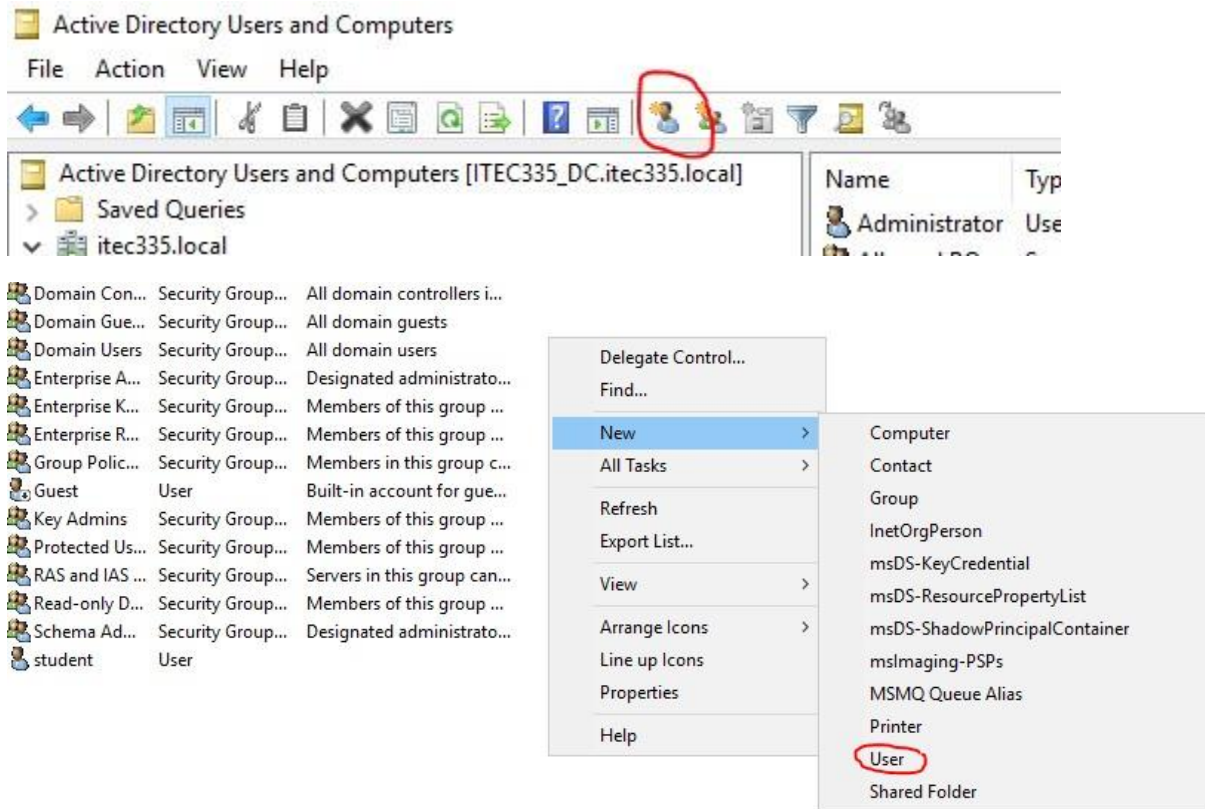 Active Directory Users and Computers
File Action View Help
Active Directory Users and Computers [ITEC335_DC.itec335.local]
Saved Queries
itec335.local
Name Typ
Administrator Use
Domain Con... Security Group... All domain controllers i...
Domain Gue... Security Group... All domain guests
Domain Users Security Group... All domain users
Enterprise A... Security Group... Designated administrato...
Enterprise K... Security Group... Members of this group ...
Enterprise R... Security Group... Members of this group ...
Group Polic... Security Group... Members in this group c...
Guest User Built-in account for gue...
Key Admins Security Group... Members of this group ...
Protected Us... Security Group... Members of this group ...
RAS and IAS ... Security Group... Servers in this group can...
Read-only D... Security Group... Members of this group ...
Schema Ad... Security Group... Designated administrato...
student User
Delegate Control...
Find...
New
All Tasks
Refresh
Export List...
View
Arrange Icons
Line up Icons
Properties
Help
Computer
Contact
Group
InetOrgPerson
msDS-KeyCredential
msDS-ResourcePropertyList
msDS-ShadowPrincipalContainer
msImaging-PSPs
MSMQ Queue Alias
Printer
User
Shared Folder